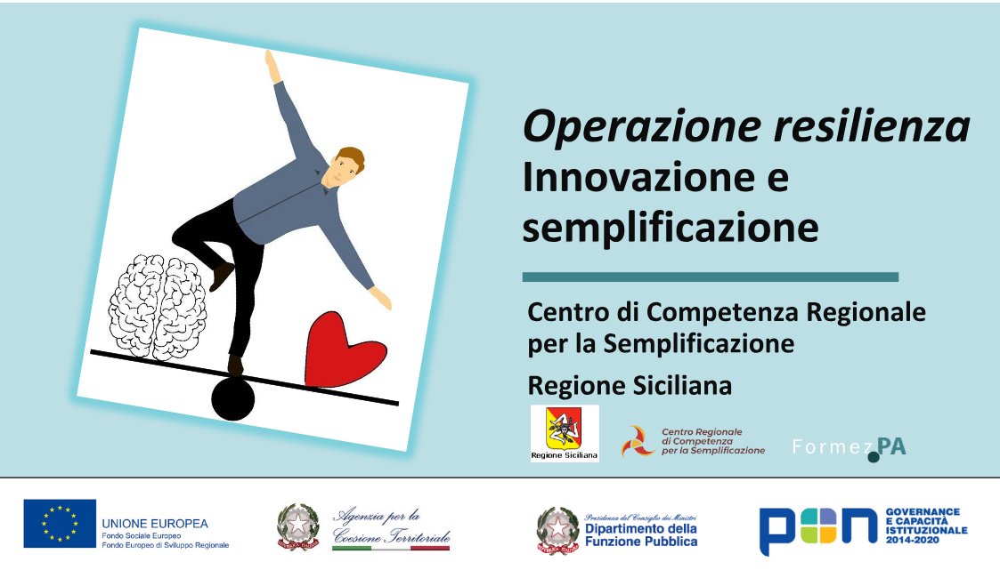 Operazione resilienza
Innovazione e
semplificazione
Centro di Competenza Regionale
per la Semplificazione
Regione Siciliana
Regione Siciliana
Centro Regionale
di Competenza
per la Semplificazione
Formez PA
UNIONE EUROPEA
Fondo Sociale Europeo
Fondo Europeo di Sviluppo Regionale
Agenzia per la
Coesione Territoriale
Presidenza del Consiglio dei Ministri
Dipartimento della
Funzione Pubblica
pon
GOVERNANCE
E CAPACITÀ
ISTITUZIONALE
2014-2020